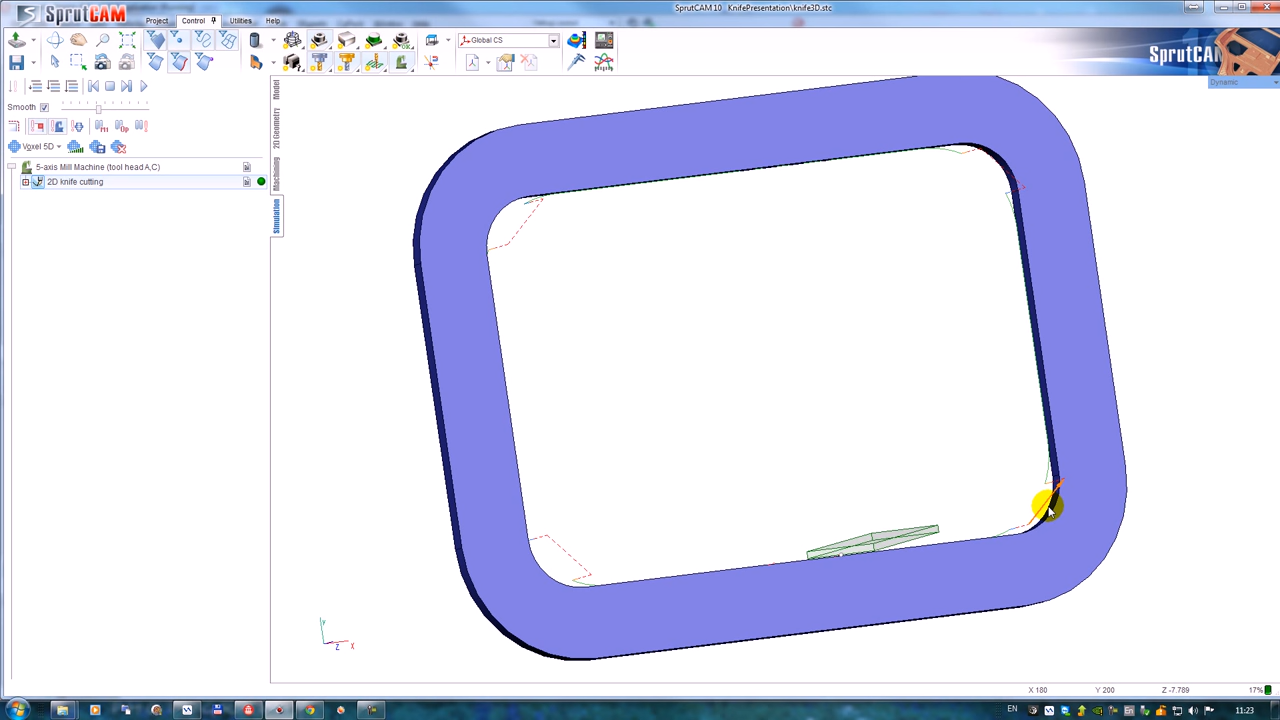 SprutCAM 10 KnifePresentation\knife3D.stc
SprutCAM
Project
Control
Utilities
Help
Global CS
SprutCAM
Dynamic
Smooth
Voxel 5D
5-axis Mill Machine (tool head A,C)
2D knife cutting
Model
2D Geometry
Machining
Simulation
Y
Z
X
X 180
Y 200
Z -7.789
17%
EN
11:23